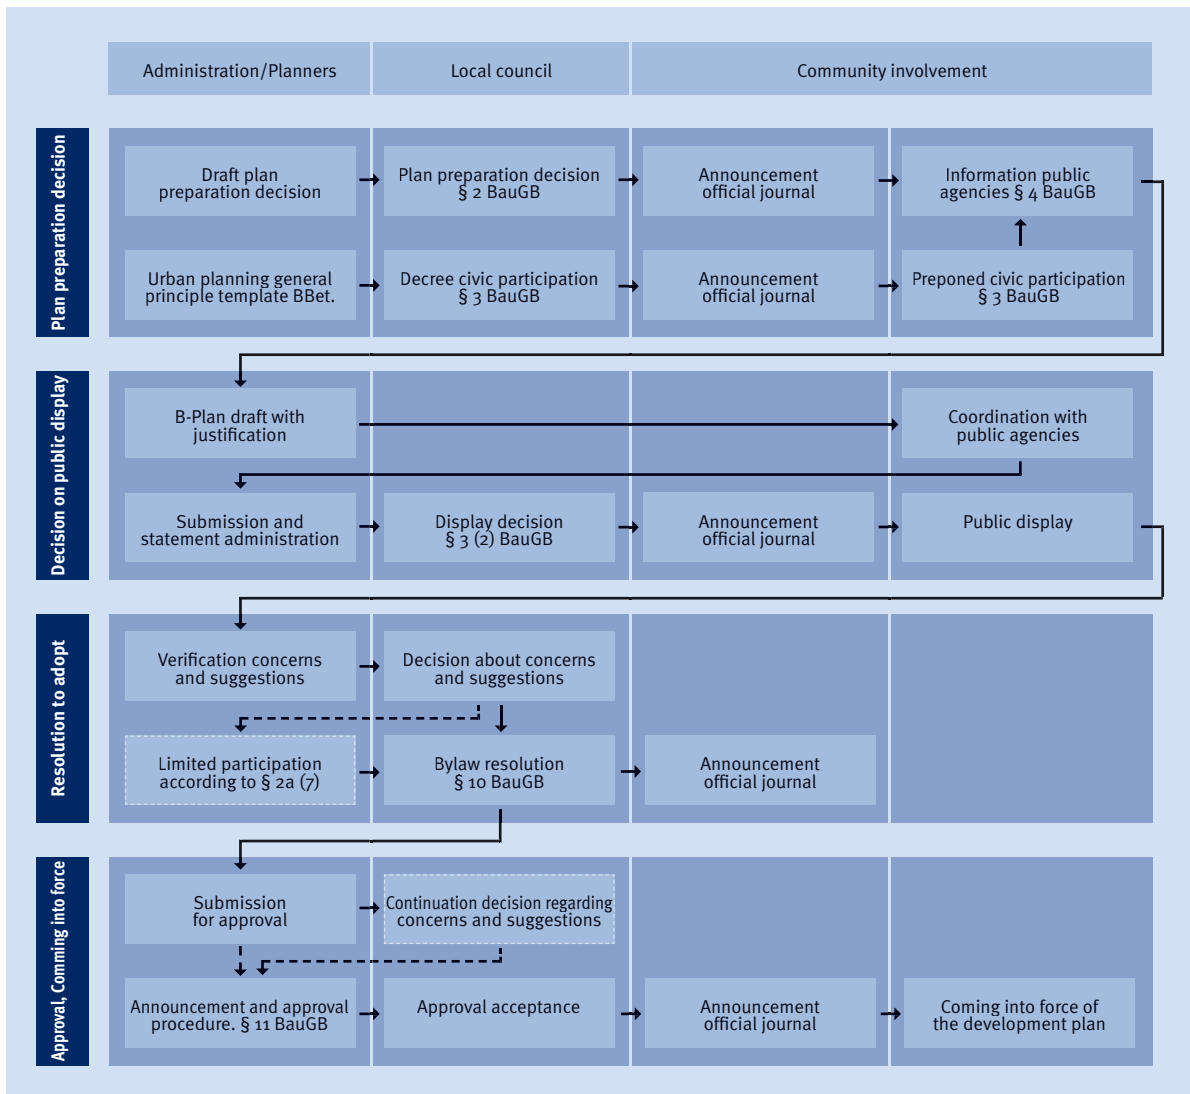 Administration/Planners
Local council
Community involvement
Plan preparation decision
Draft plan
preparation decision
Plan preparation decision
§ 2 BauGB
Announcement
official journal
Information public
agencies § 4 BauGB
Urban planning general
principle template BBet.
Decree civic participation
§ 3 BauGB
Announcement
official journal
Preponed civic participation
§ 3 BauGB
Decision on public display
B-Plan draft with
justification
Coordination with
public agencies
Submission and
statement administration
Display decision
§ 3 (2) BauGB
Announcement
official journal
Public display
Resolution to adopt
Verification concerns
and suggestions
Decision about concerns
and suggestions
Limited participation
according to § 2a (7)
Bylaw resolution
§ 10 BauGB
Announcement
official journal
Approval, Comming into force
Submission
for approval
Continuation decision regarding
concerns and suggestions
Announcement and approval
procedure. § 11 BauGB
Approval acceptance
Announcement
official journal
Coming into force of
the development plan